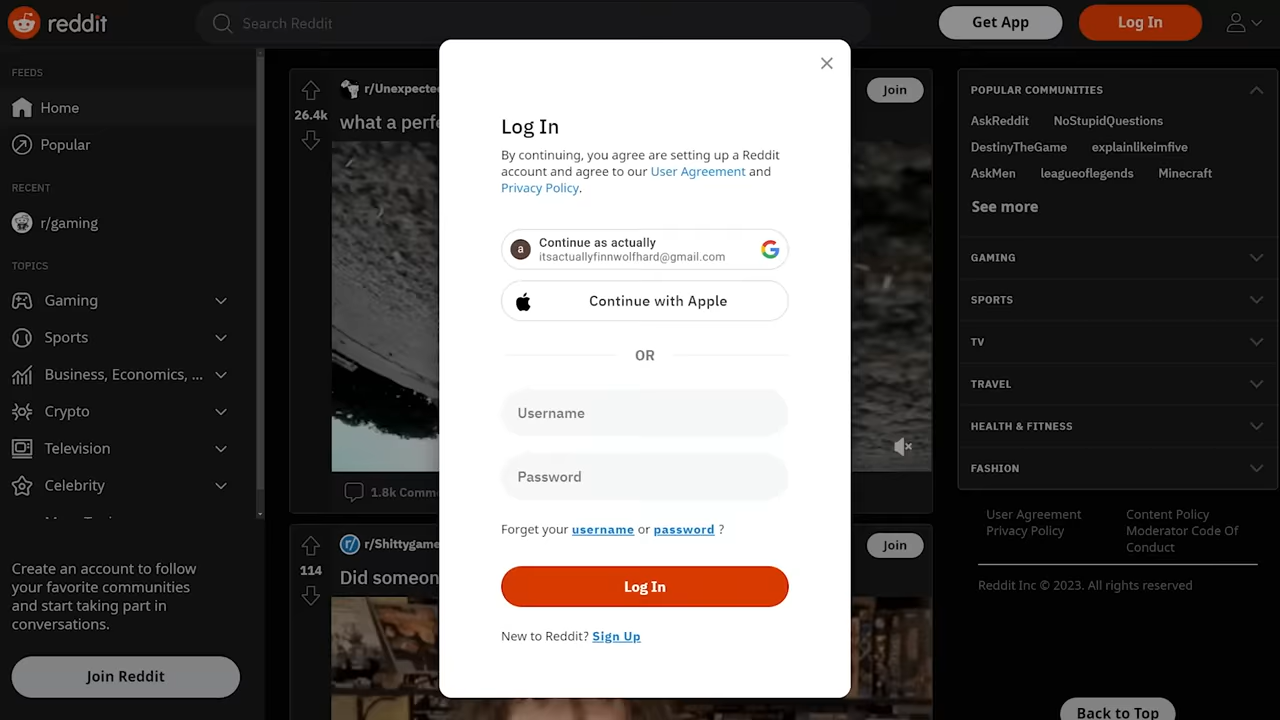 reddit
Search Reddit
Get App
Log In
FEEDS
Home
Popular
RECENT
r/gaming
TOPICS
Gaming
Sports
Business, Economics, ...
Crypto
Television
Celebrity
Create an account to follow
your favorite communities
and start taking part in
conversations.
Join Reddit
26.4k
what a
Join
1.8k
114
Did
Join
Log In
By continuing, you agree are setting up a Reddit
account and agree to our User Agreement and
Privacy Policy.
a
Continue as actually
itsactuallyfinnwolfhard@gmail.com
Continue with Apple
OR
Username
Password
Forget your username or password ?
Log In
New to Reddit? Sign Up
POPULAR COMMUNITIES
AskReddit NoStupidQuestions
DestinyTheGame explainlikeimfive
AskMen leagueoflegends Minecraft
See more
GAMING
SPORTS
TV
TRAVEL
HEALTH & FITNESS
FASHION
User Agreement
Privacy Policy
Content Policy
Moderator Code Of
Conduct
Reddit Inc © 2023. All rights reserved
Back to Top